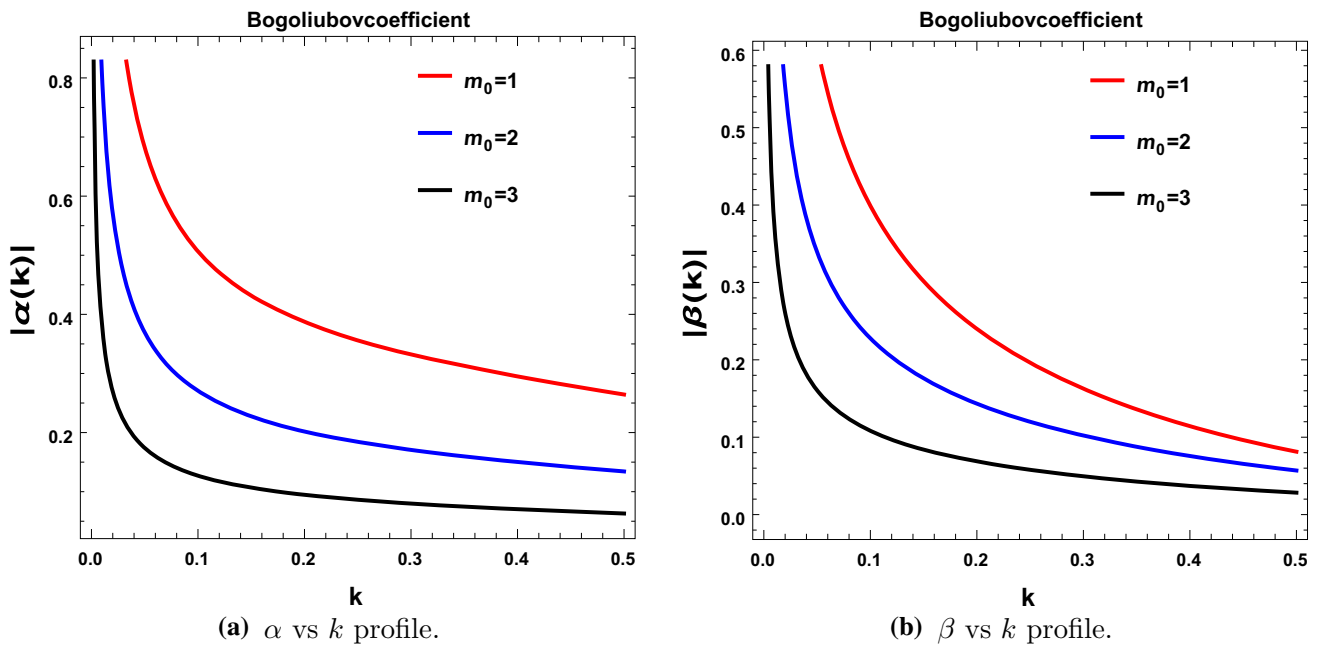 Bogoliubovcoefficient
m0=1
m0=2
m0=3
0.8
0.6
0.4
0.2
|α(k)|
0.0 0.1 0.2 0.3 0.4 0.5
k
(a) α vs k profile.
Bogoliubovcoefficient
m0=1
m0=2
m0=3
0.6
0.5
0.4
0.3
0.2
0.1
0.0
|β(k)|
0.0 0.1 0.2 0.3 0.4 0.5
k
(b) β vs k profile.